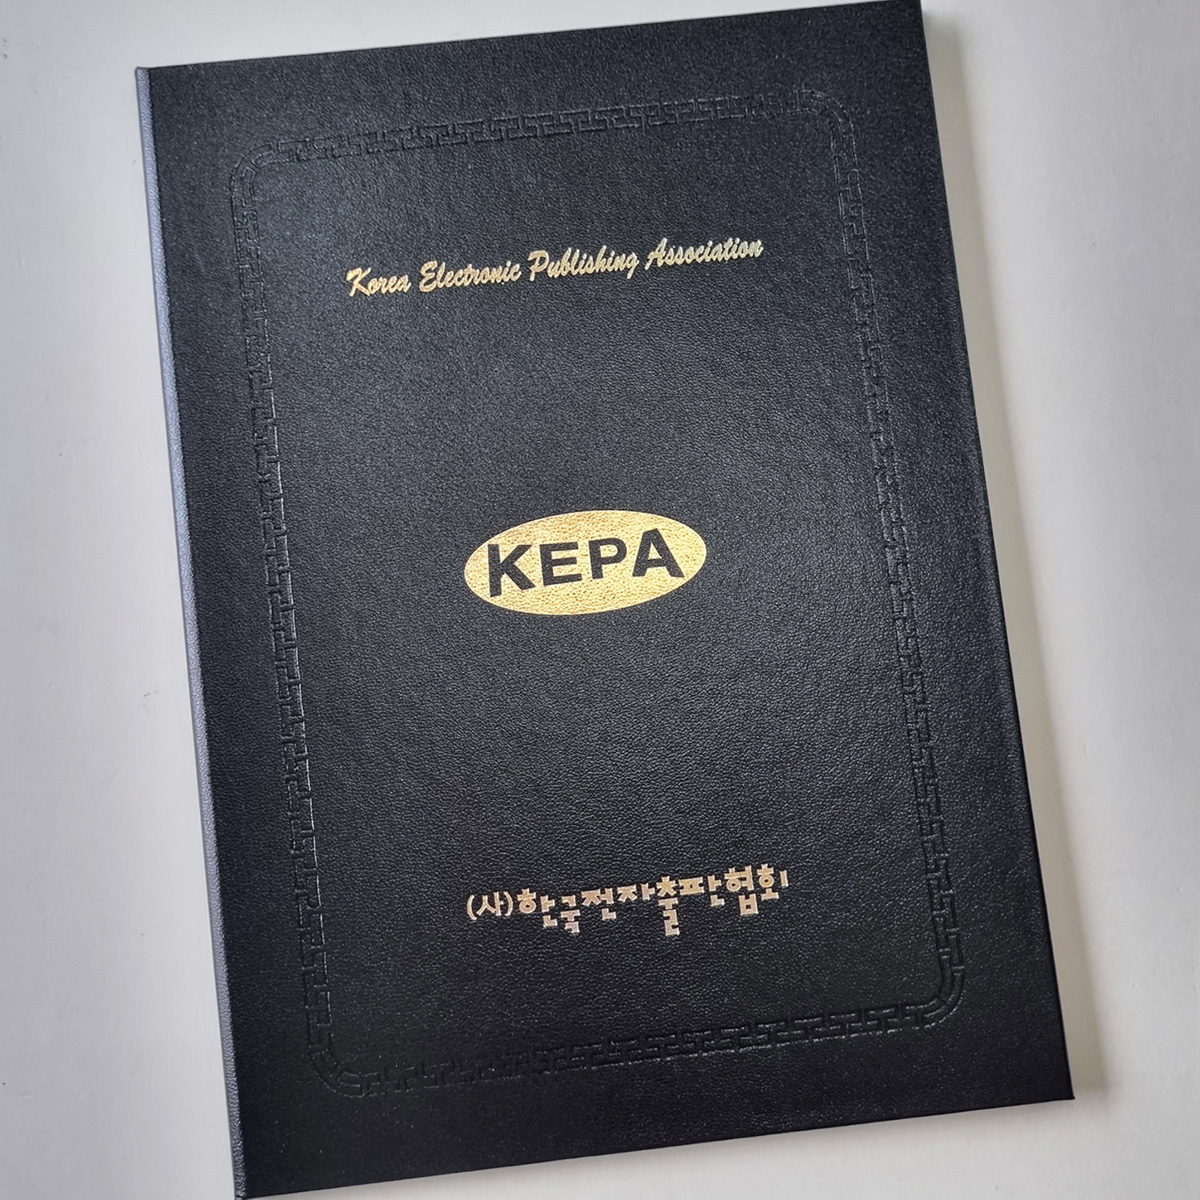 Korea Electronic Publishing Association
KEPA
(사)한국전자출판협회